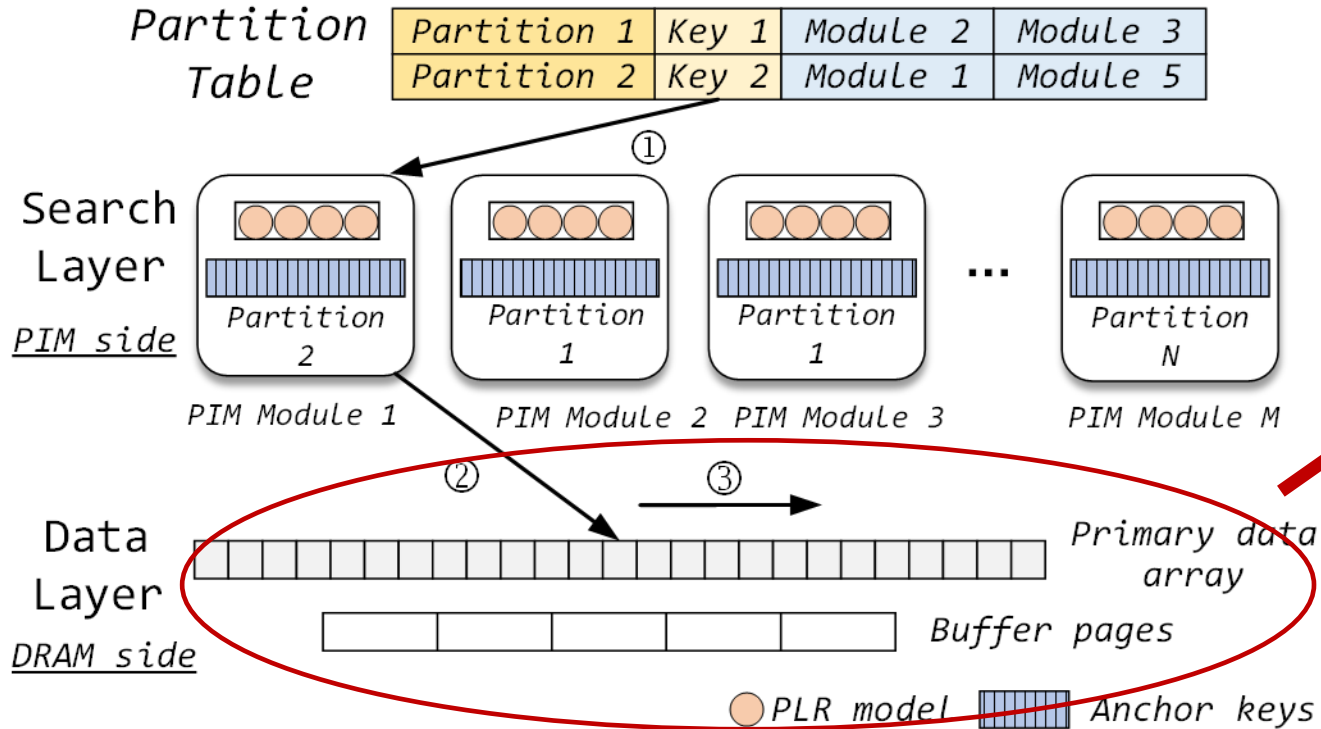 Partition
Table
Partition 1 Key 1 Module 2 Module 3
Partition 2 Key 2 Module 1 Module 5
①
Search
Layer
PIM side
Partition
2
Partition
1
Partition
1
...
Partition
N
PIM Module 1
PIM Module 2
PIM Module 3
PIM Module M
②
③
Data
Layer
DRAM side
Primary data
array
Buffer pages
PLR model
Anchor keys